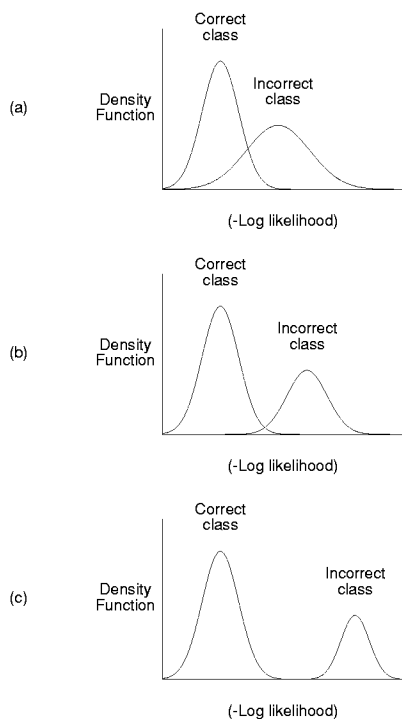 Correct
class
(a)
Density
Function
Incorrect
class
(-Log likelihood)
Correct
class
(b)
Density
Function
Incorrect
class
(-Log likelihood)
Correct
class
(c)
Density
Function
Incorrect
class
(-Log likelihood)